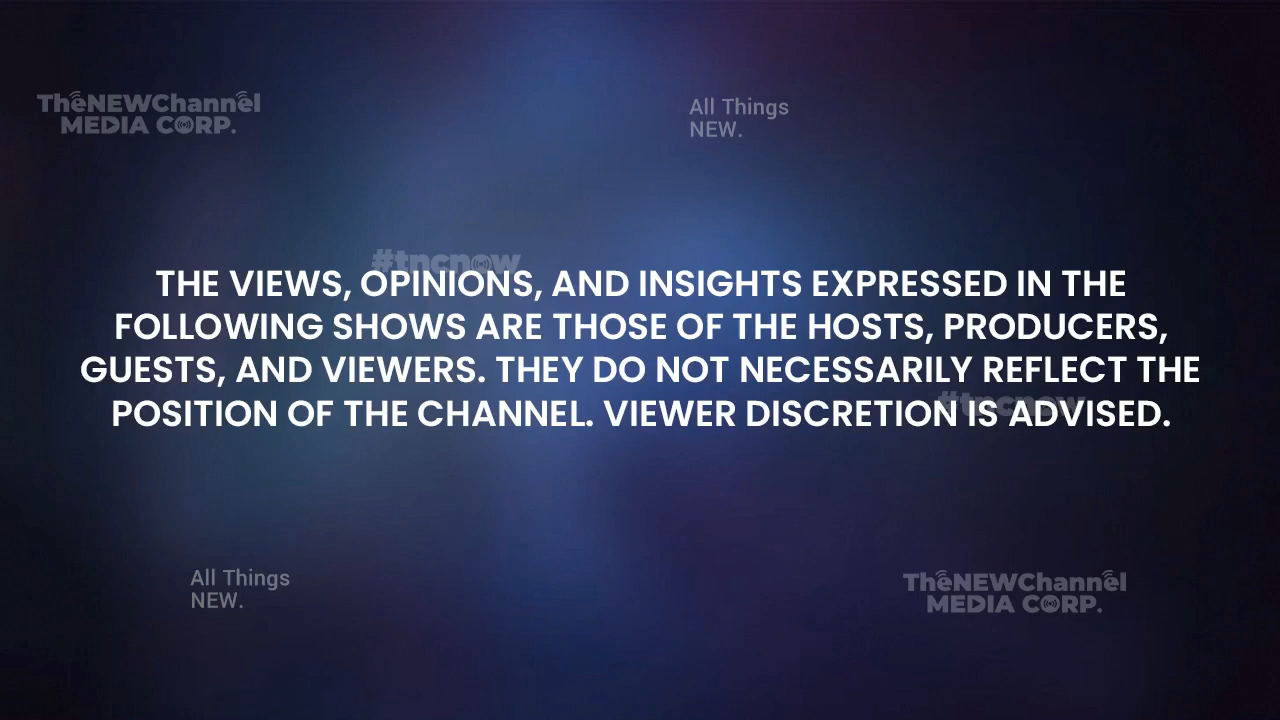 TheNEWChannel
MEDIA CORP.
All Things
NEW.
#tncnow
THE VIEWS, OPINIONS, AND INSIGHTS EXPRESSED IN THE
FOLLOWING SHOWS ARE THOSE OF THE HOSTS, PRODUCERS,
GUESTS, AND VIEWERS. THEY DO NOT NECESSARILY REFLECT THE
#tncnow
POSITION OF THE CHANNEL. VIEWER DISCRETION IS ADVISED.
All Things
NEW.
TheNEWChannel
MEDIA CORP.